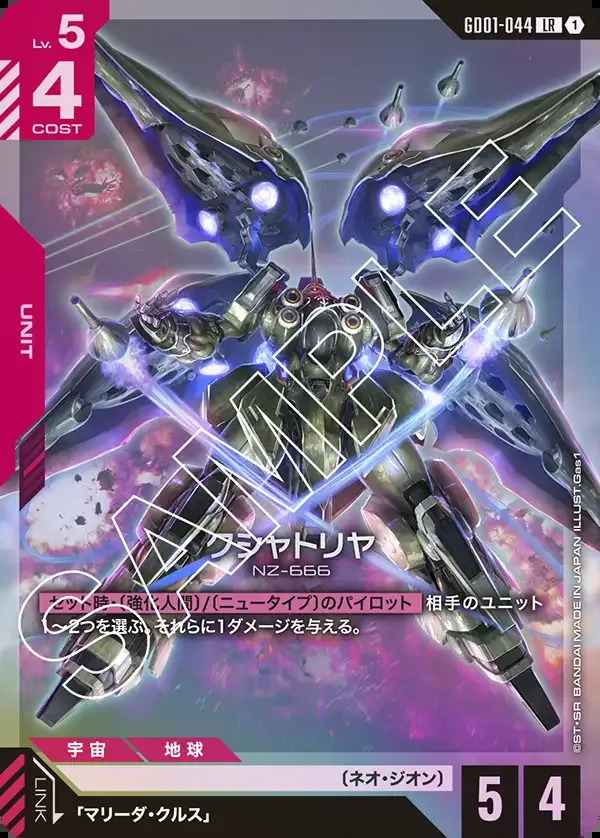 Lv. 5
4
COST
GD01-044 LR 1
UNIT
SAMPLE
クシャトリヤ
NZ-666
セット時・〔強化人間〕/〔ニュータイプ〕のパイロット 相手のユニット
1~2つを選ぶ。それらに1ダメージを与える。
©ST・SR BANDAI MADE IN JAPAN ILLUST.Gas1
宇宙 地球
〔ネオ・ジオン〕
LINK
「マリーダ・クルス」
5 4